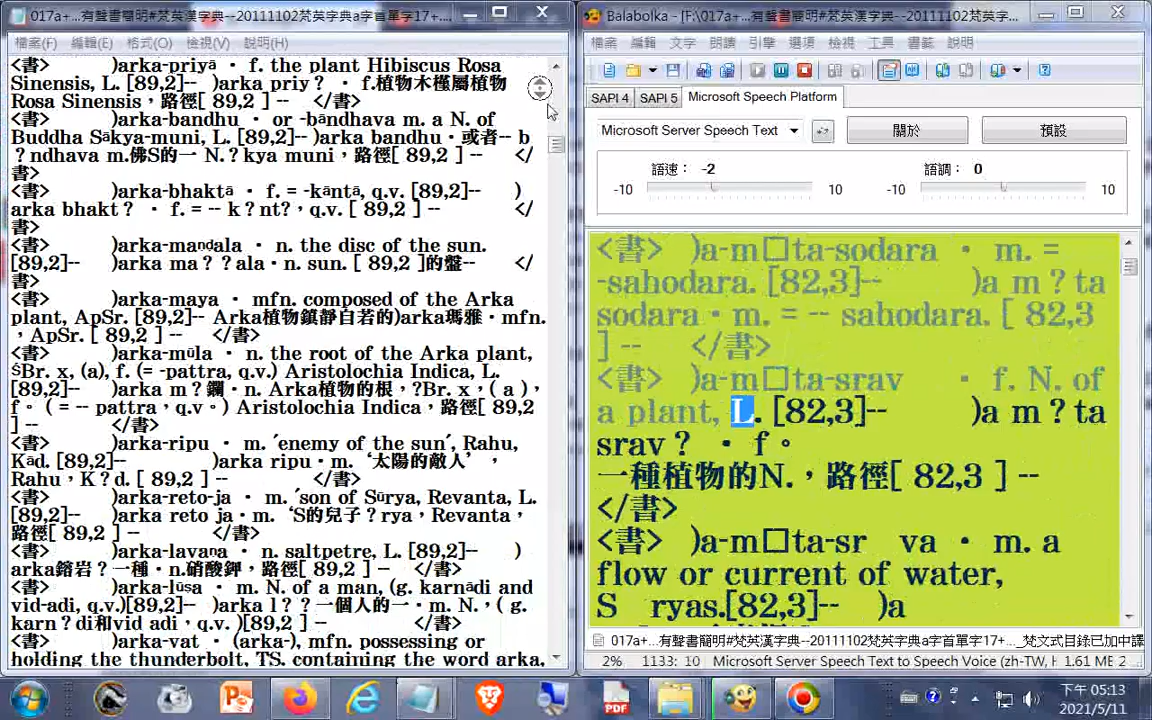 017a+...有聲書簡明#梵英漢字典--20111102梵英字典a字首單字17+...
檔案(F) 編輯(E) 格式(O) 檢視(V) 說明(H)
<書> )arka-priyā · f. the plant Hibiscus Rosa
Sinensis, L. [89,2]-- )arka priy? · f.植物木槿屬植物
Rosa Sinensis，路徑[ 89,2 ] -- </書>
<書> )arka-bandhu · or -bāndhava m. a N. of
Buddha Sākya-muni, L. [89,2]-- )arka bandhu·或者-- b
?ndhava m.佛S的一 N.?kya muni，路徑[ 89,2 ] -- </
書>
<書> )arka-bhaktā · f. = -kāntā, q.v. [89,2]-- )
arka bhakt? · f. = -- k?nt?, q.v. [ 89,2 ] -- </
書>
<書> )arka-maṇḍala · n. the disc of the sun.
[89,2]-- )arka ma??ala·n. sun. [ 89,2 ]的盤-- </
書>
<書> )arka-maya · mfn. composed of the Arka
plant, ApSr. [89,2]-- Arka植物鎮靜自若的)arka瑪雅·mfn.
，ApSr. [ 89,2 ] -- </書>
<書> )arka-mūla · n. the root of the Arka plant,
ŚBr. x, (a), f. (= -pattra, q.v.) Aristolochia Indica, L.
[89,2]-- )arka m?鑭·n. Arka植物的根，?Br. x，( a )，
f。 ( = -- pattra，q.v。) Aristolochia Indica，路徑[ 89,2
] -- </書>
<書> )arka-ripu · m. 'enemy of the sun', Rahu,
Kād. [89,2]-- )arka ripu·m. ‘太陽的敵人’，
Rahu，K?d. [ 89,2 ] -- </書>
<書> )arka-reto-ja · m. 'son of Sūrya, Revanta, L.
[89,2]-- )arka reto ja·m. ‘S的兒子?rya，Revanta，
路徑[ 89,2 ] -- </書>
<書> )arka-lavaṇa · n. saltpetre, L. [89,2]-- )
arka鎔岩?一種·n.硝酸鉀，路徑[ 89,2 ] -- </書>
<書> )arka-lūṣa · m. N. of a man, (g. karṇādi and
vid-adi, q.v.)[89,2]-- )arka l??一個人的一·m. N.，( g.
karn?di和vid adi，q.v。)[89,2 ] -- </書>
<書> )arka-vat · (arka-), mfn. possessing or
holding the thunderbolt, TS. containing the word arka,
Balabolka - [F:\017a+...有聲書簡明#梵英漢字典--20111102梵英字...
檔案 編輯 文字 朗讀 引擎 選項 檢視 工具 書籤 說明
SAPI 4 SAPI 5 Microsoft Speech Platform
Microsoft Server Speech Text 關於 預設
語速： -2 語調： 0
-10 10 -10 10
<書> )a-m□ta-sodara · m. =
-sahodara. [82,3]-- )a m?ta
sodara·m. = -- sahodara. [ 82,3
] -- </書>
<書> )a-m□ta-srav · f. N. of
a plant, L. [82,3]-- )a m?ta
srav? · f。
一種植物的N.，路徑[ 82,3 ] --
</書>
<書> )a-m□ta-sr va · m. a
flow or current of water,
S ryas.[82,3]-- )a
017a+...有聲書簡明#梵英漢字典--20111102梵英字典a字首單字17+..._梵文式目錄已加中譯
2% 1133: 10 Microsoft Server Speech Text to Speech Voice (zh-TW, H 1.61 MB 2
下午 05:13
2021/5/11